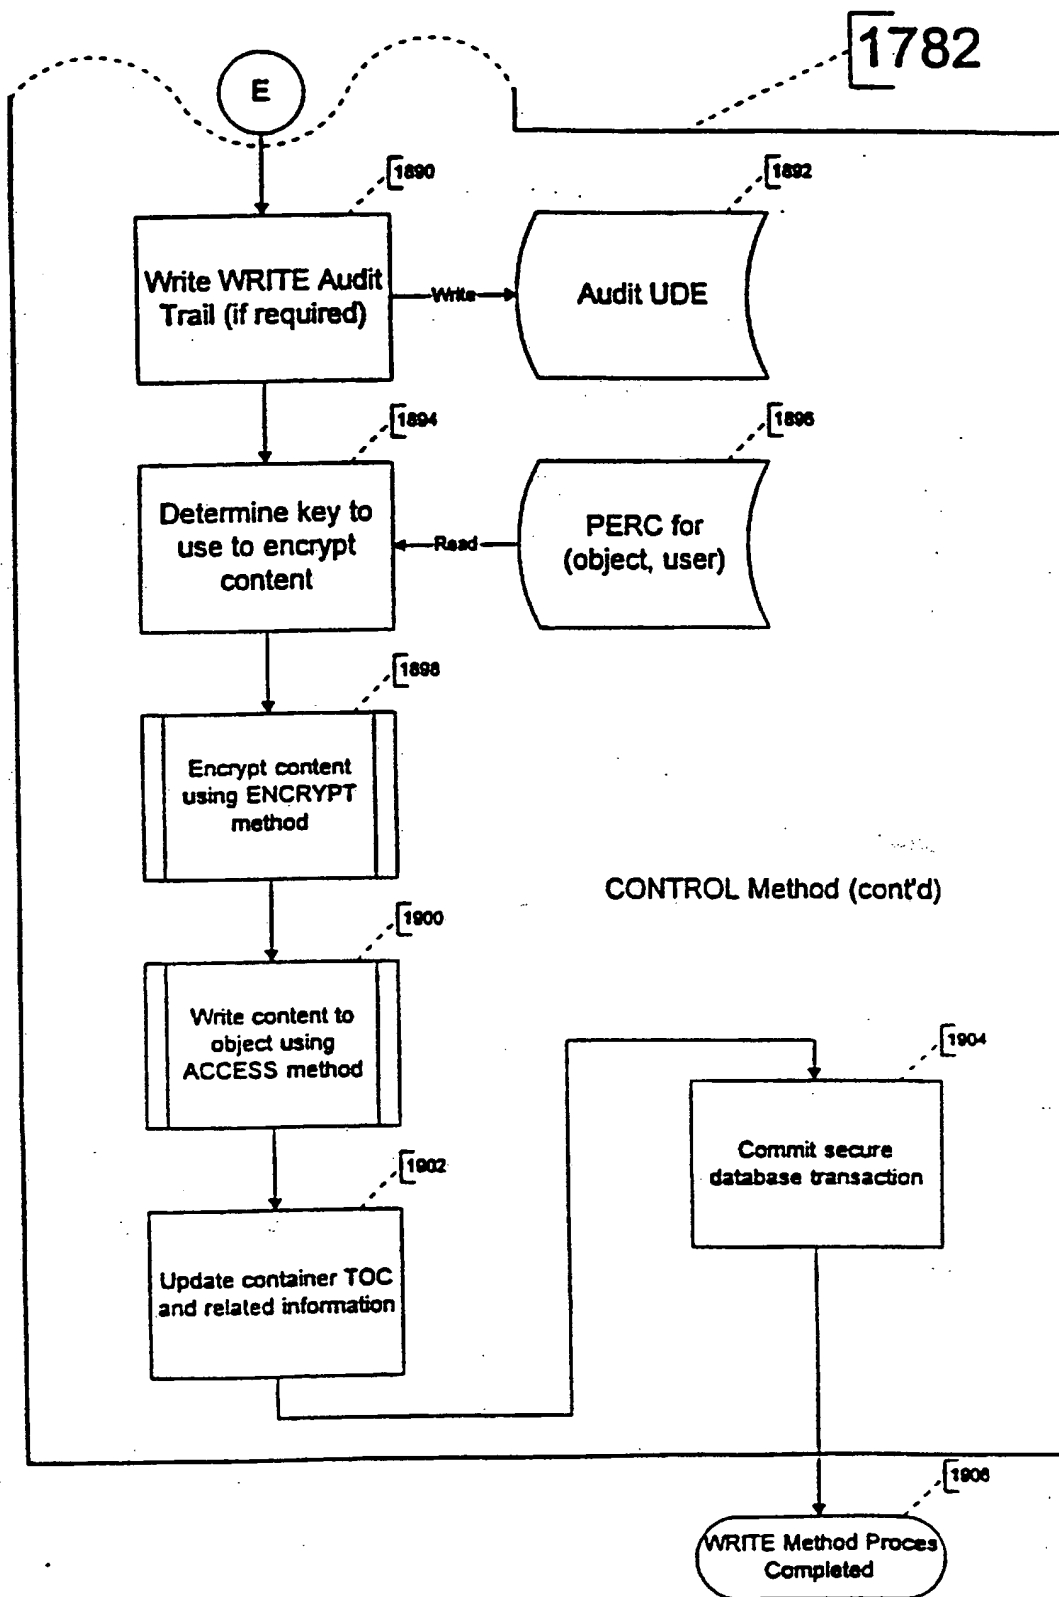 1782
E
1890
1892
Write WRITE Audit
Trail (if required)
Write
Audit UDE
1894
1896
Determine key to
use to encrypt
content
Read
PERC for
(object, user)
1898
Encrypt content
using ENCRYPT
method
CONTROL Method (cont'd)
1900
Write content to
object using
ACCESS method
1904
Commit secure
database transaction
1902
Update container TOC
and related information
1906
WRITE Method Proces
Completed